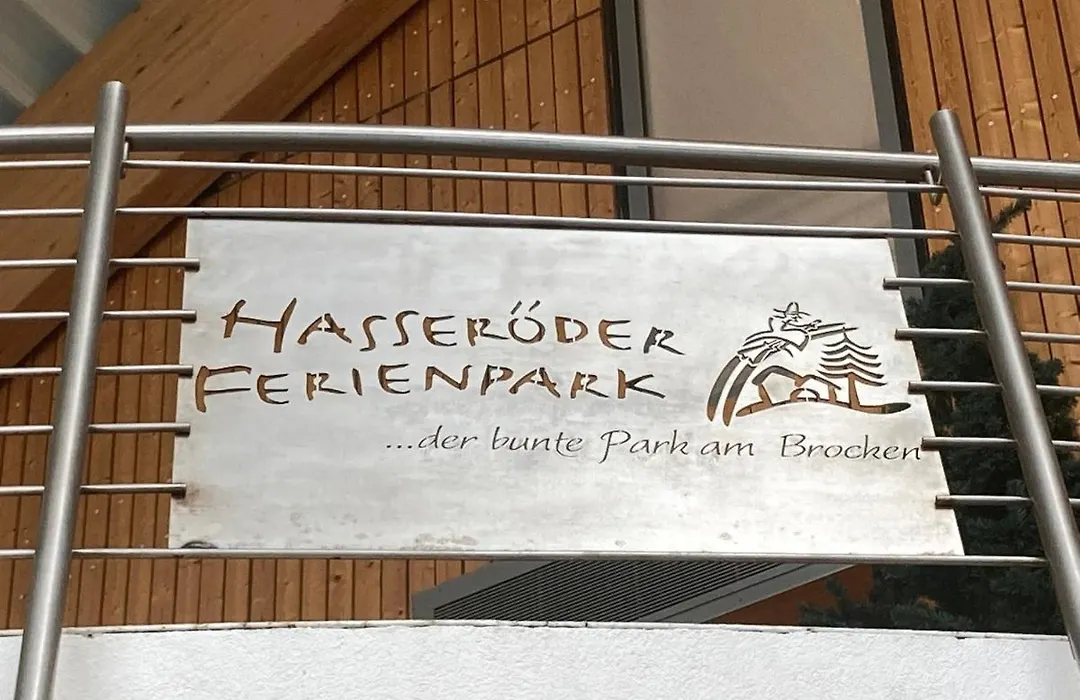 HASSERÖDER
FERIENPARK
...der bunte Park am Brocken